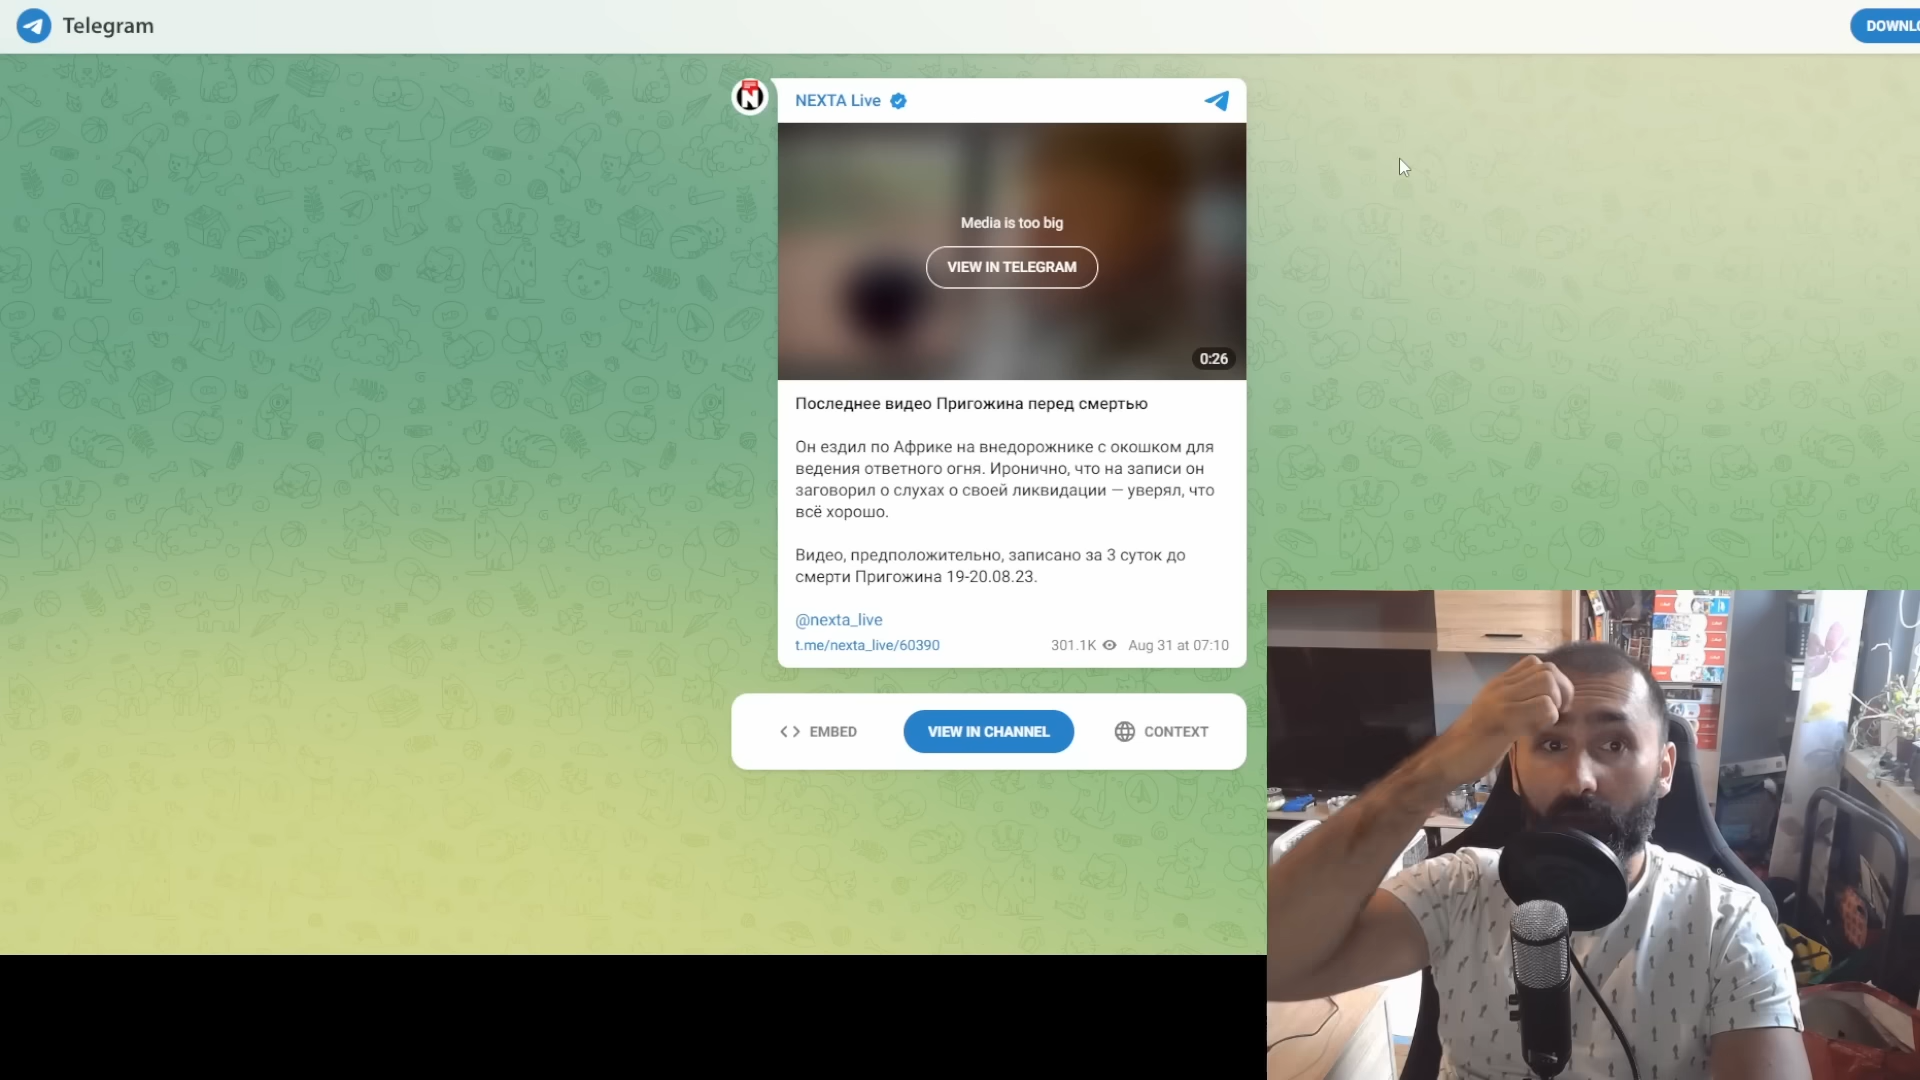 Telegram
DOWNLO
NEXTA Live
Media is too big
VIEW IN TELEGRAM
0:26
Последнее видео Пригожина перед смертью
Он ездил по Африке на внедорожнике с окошком для
ведения ответного огня. Иронично, что на записи он
заговорил о слухах о своей ликвидации — уверял, что
всё хорошо.
Видео, предположительно, записано за 3 суток до
смерти Пригожина 19-20.08.23.
@nexta_live
t.me/nexta_live/60390 301.1K Aug 31 at 07:10
EMBED VIEW IN CHANNEL CONTEXT